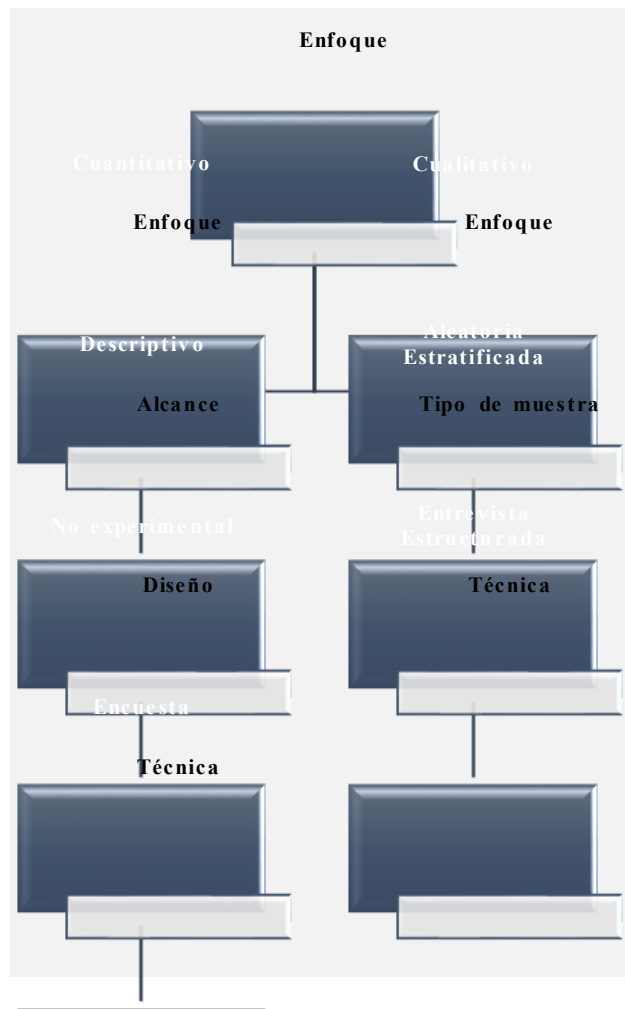 Enfoque
Cuantitativo
Cualitativo
Enfoque
Enfoque
Descriptivo
Aleatoria
Estratificada
Alcance
Tipo de muestra
No experimental
Entrevista
Estructurada
Diseño
Técnica
Encuesta
Técnica